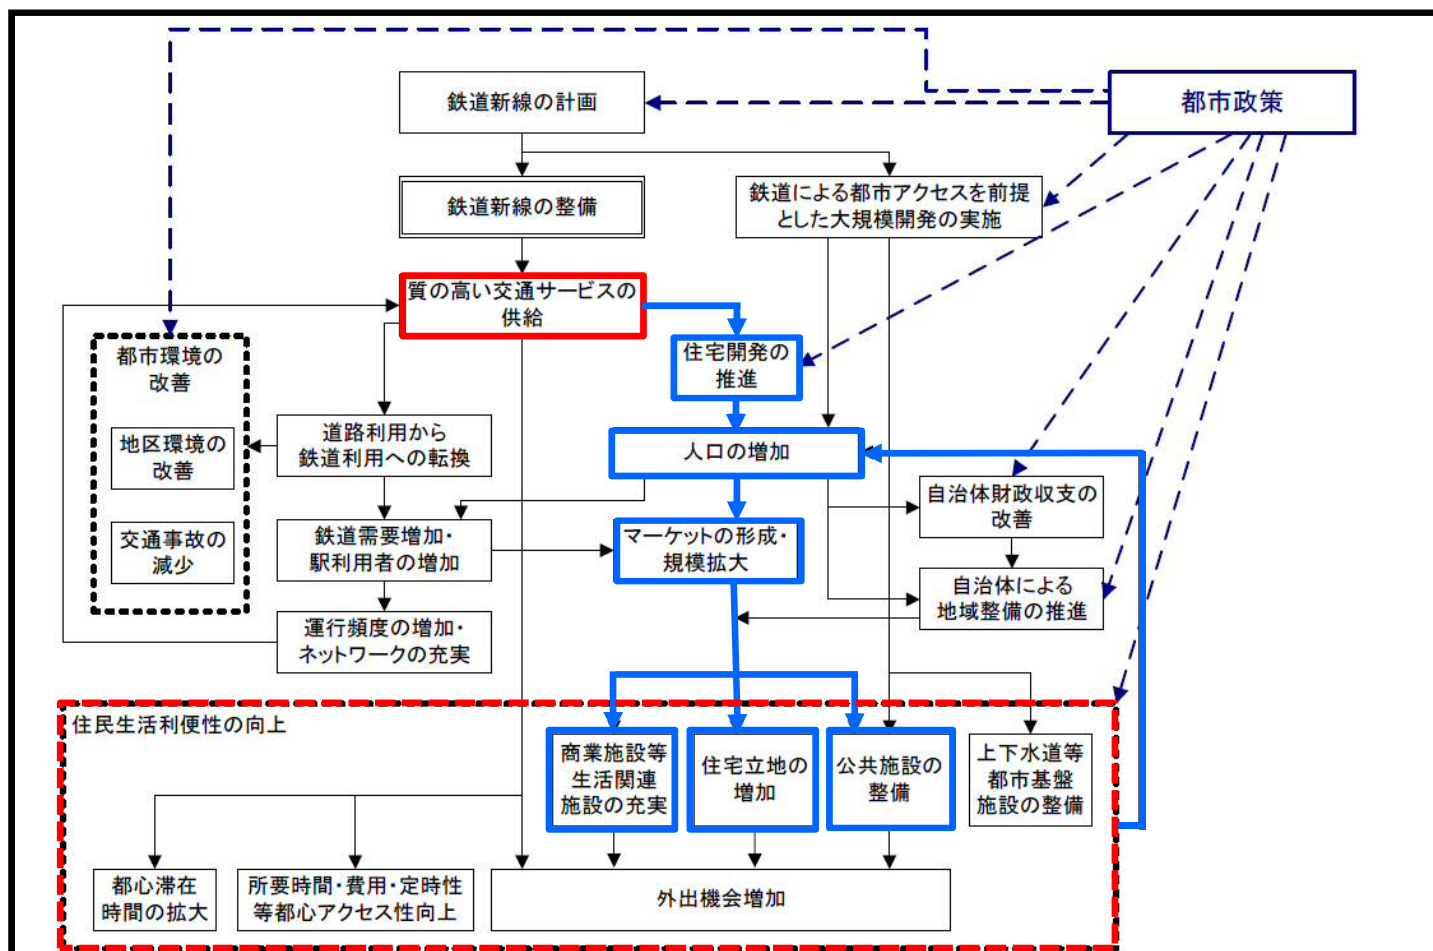 都市政策
鉄道新線の計画
鉄道新線の整備
鉄道による都市アクセスを前提
とした大規模開発の実施
質の高い交通サービスの
供給
都市環境の
改善
住宅開発の
推進
地区環境の
改善
道路利用から
鉄道利用への転換
人口の増加
自治体財政収支の
改善
交通事故の
減少
鉄道需要増加・
駅利用者の増加
マーケットの形成・
規模拡大
自治体による
地域整備の推進
運行頻度の増加・
ネットワークの充実
住民生活利便性の向上
商業施設等
生活関連
施設の充実
住宅立地の
増加
公共施設の
整備
上下水道等
都市基盤
施設の整備
都心滞在
時間の拡大
所要時間・費用・定時性
等都心アクセス性向上
外出機会増加